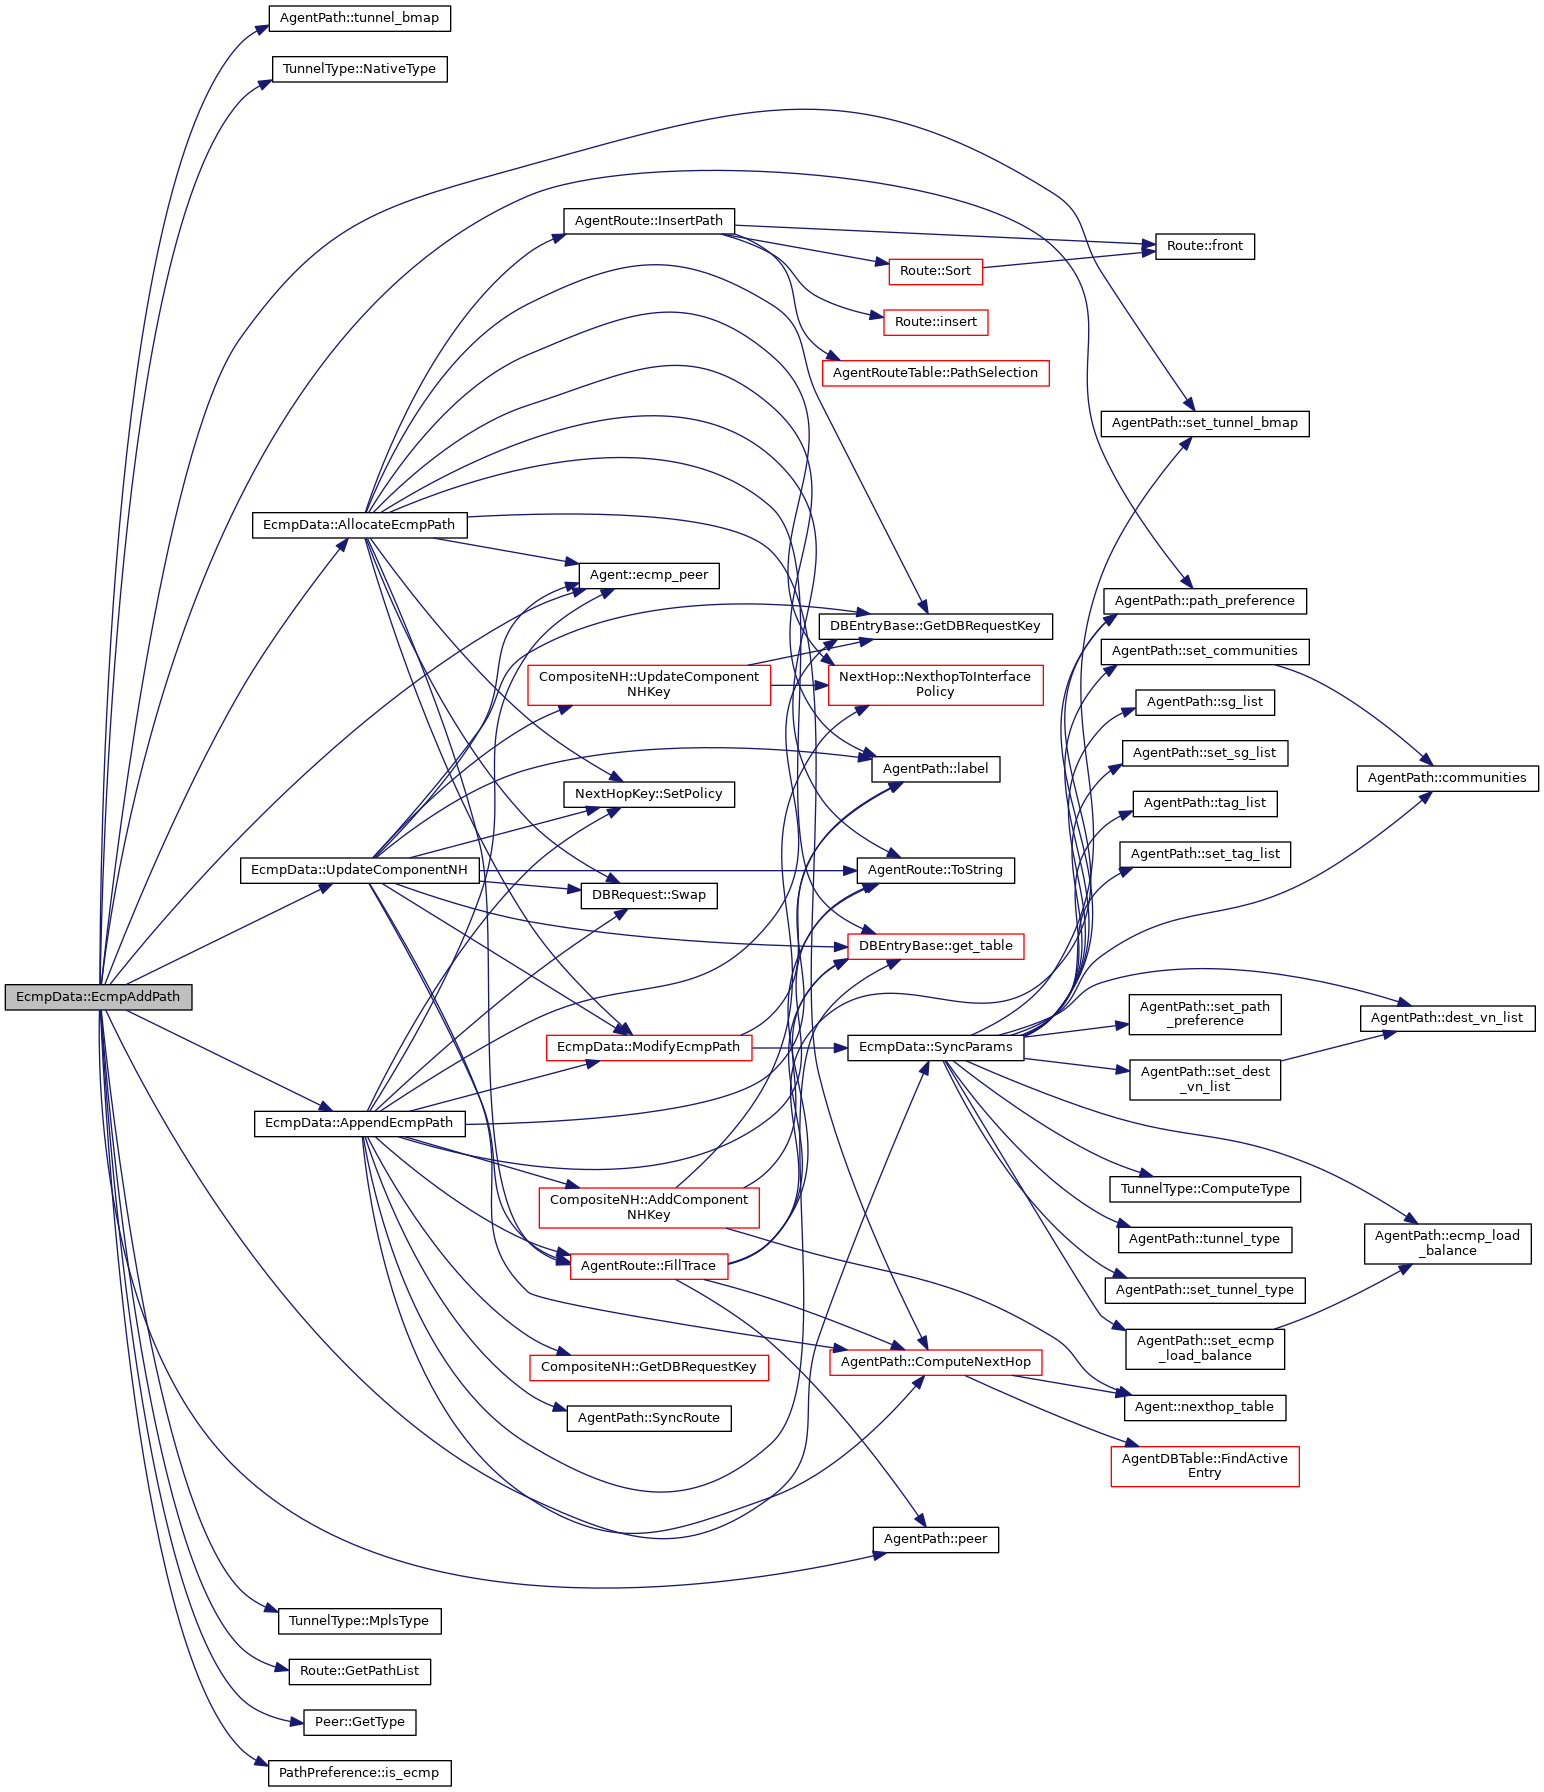 AgentPath::tunnel_bmap
TunnelType::NativeType
AgentRoute::InsertPath
Route::front
Route::Sort
Route::insert
AgentRouteTable::PathSelection
AgentPath::set_tunnel_bmap
EcmpData::AllocateEcmpPath
Agent::ecmp_peer
AgentPath::path_preference
DBEntryBase::GetDBRequestKey
AgentPath::set_communities
CompositeNH::UpdateComponent
NHKey
NextHop::NexthopToInterface
Policy
AgentPath::sg_list
AgentPath::set_sg_list
AgentPath::label
AgentPath::communities
NextHopKey::SetPolicy
AgentPath::tag_list
AgentPath::set_tag_list
EcmpData::UpdateComponentNH
AgentRoute::ToString
DBRequest::Swap
DBEntryBase::get_table
EcmpData::EcmpAddPath
AgentPath::set_path
_preference
AgentPath::dest_vn_list
EcmpData::ModifyEcmpPath
EcmpData::SyncParams
AgentPath::set_dest
_vn_list
EcmpData::AppendEcmpPath
TunnelType::ComputeType
CompositeNH::AddComponent
NHKey
AgentPath::tunnel_type
AgentPath::ecmp_load
_balance
AgentRoute::FillTrace
AgentPath::set_tunnel_type
AgentPath::set_ecmp
_load_balance
CompositeNH::GetDBRequestKey
AgentPath::ComputeNextHop
AgentPath::SyncRoute
Agent::nexthop_table
AgentDBTable::FindActive
Entry
AgentPath::peer
TunnelType::MplsType
Route::GetPathList
Peer::GetType
PathPreference::is_ecmp